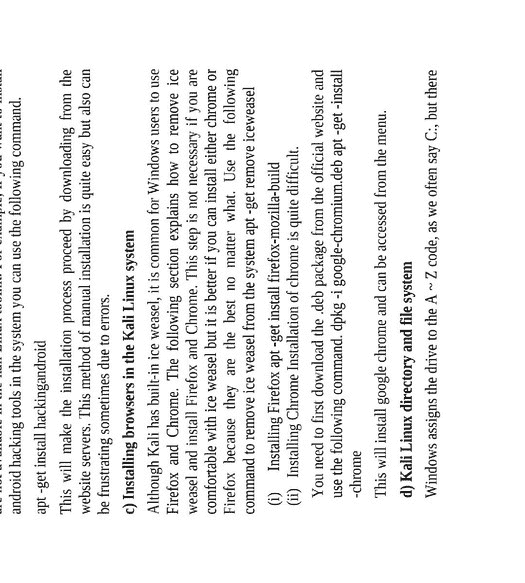 android hacking tools in the system you can use the following command.
apt -get install hackingandroid
This will make the installation process proceed by downloading from the
website servers. This method of manual installation is quite easy but also can
be frustrating sometimes due to errors.
c) Installing browsers in the Kali Linux system
Although Kali has built-in ice weasel, it is common for Windows users to use
Firefox and Chrome. The following section explains how to remove ice
weasel and install Firefox and Chrome. This step is not necessary if you are
comfortable with ice weasel but it is better if you can install either chrome or
Firefox because they are the best no matter what. Use the following
command to remove ice weasel from the system apt -get remove iceweasel
(i) Installing Firefox apt -get install firefox-mozilla-build
(ii) Installing Chrome Installation of chrome is quite difficult.
You need to first download the .deb package from the official website and
use the following command. dpkg -i google-chromium.deb apt -get -install
-chrome
This will install google chrome and can be accessed from the menu.
d) Kali Linux directory and file system
Windows assigns the drive to the A ~ Z code, as we often say C:, but there